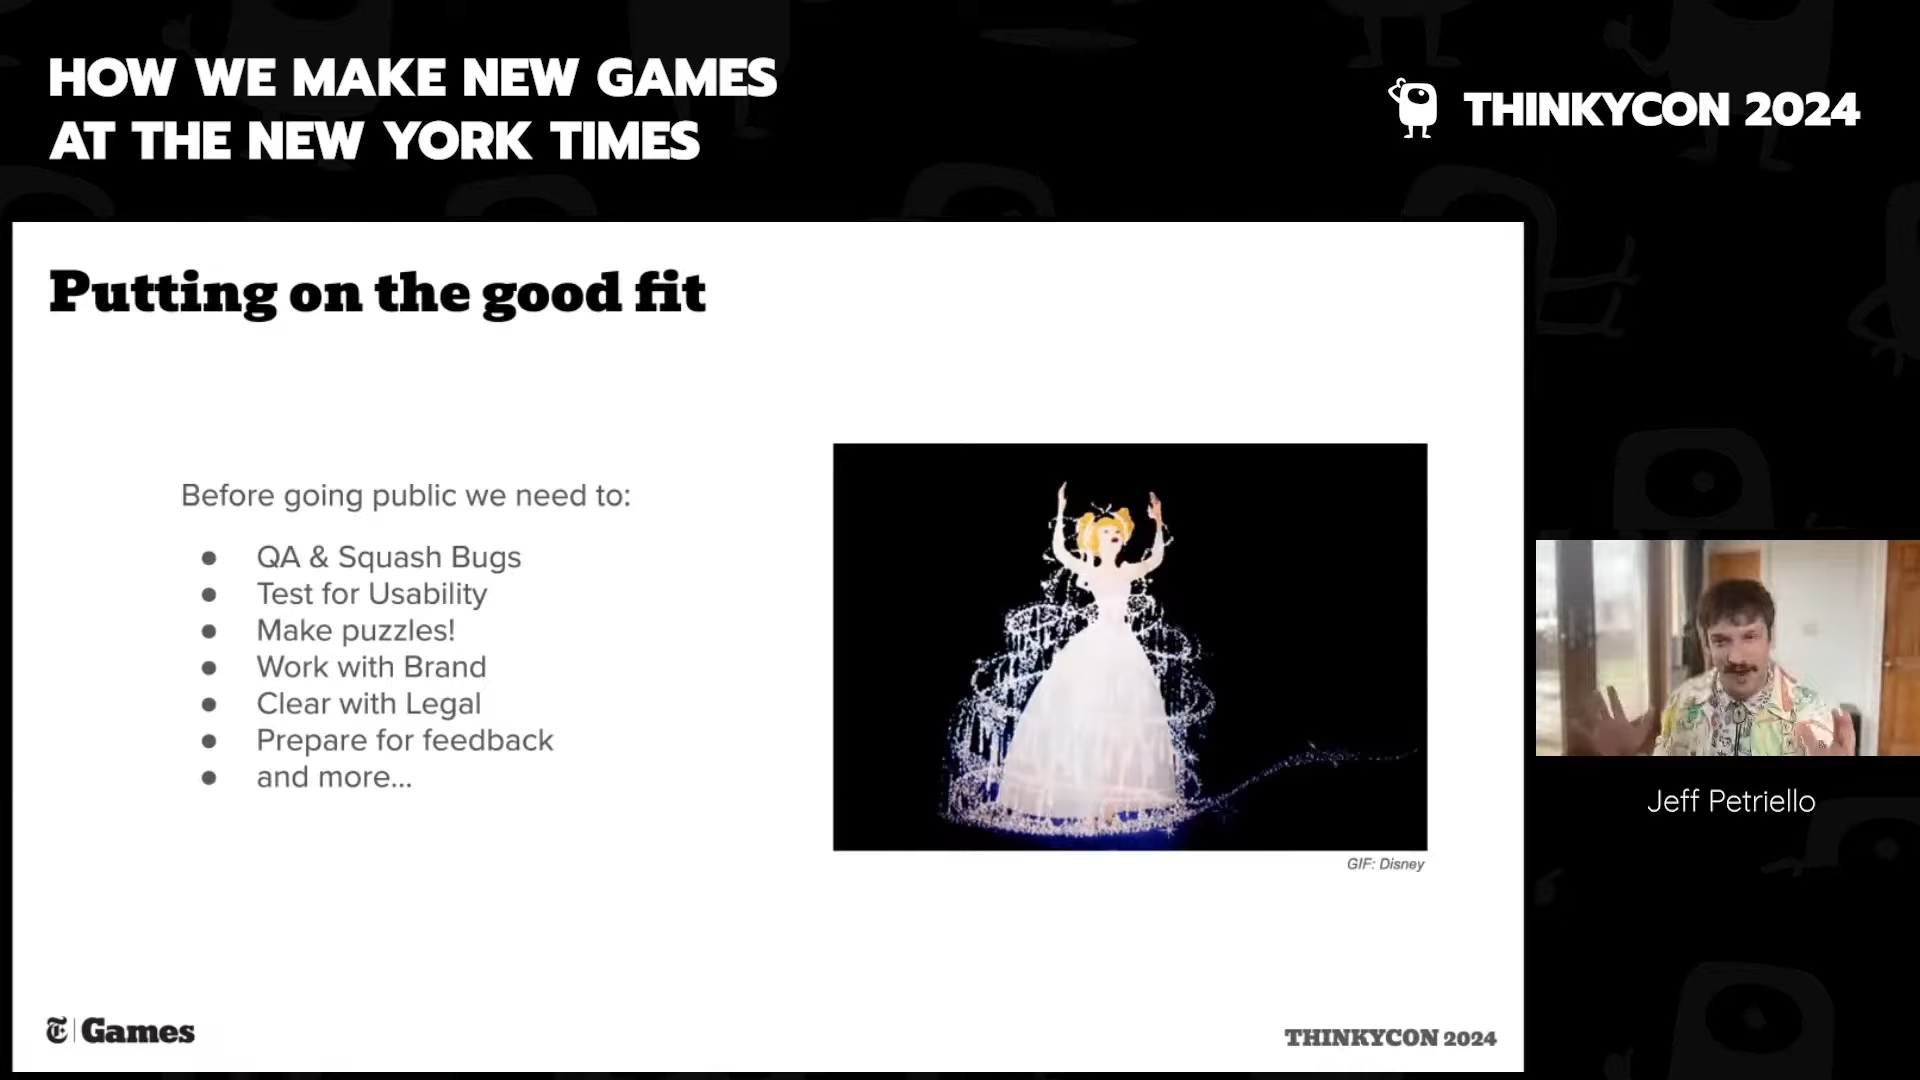 HOW WE MAKE NEW GAMES
AT THE NEW YORK TIMES
THINKYCON 2024
Putting on the good fit
Before going public we need to:
● QA & Squash Bugs
● Test for Usability
● Make puzzles!
● Work with Brand
● Clear with Legal
● Prepare for feedback
● and more...
GIF: Disney
Jeff Petriello
T | Games
THINKYCON 2024